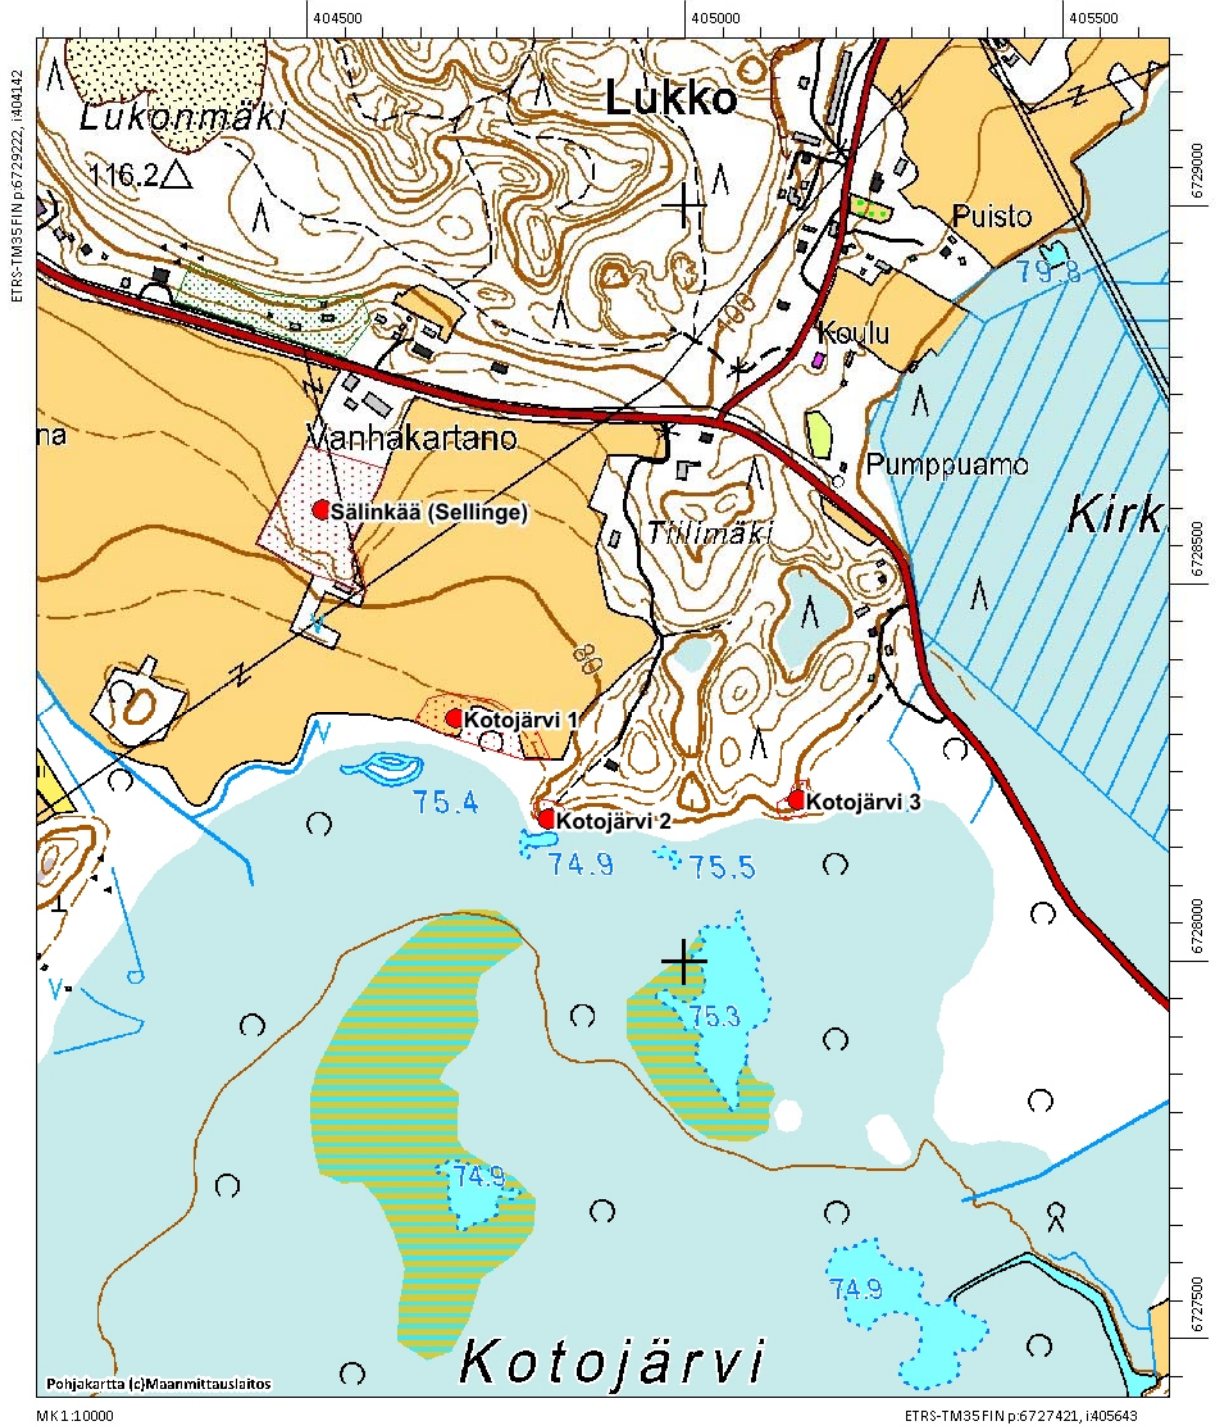 404500
405000
405500
ETRS-TM35FIN p:6729222, i:404142
Lukko
Lukonmäki
116.2
6729000
Puisto
79.8
100
Koulu
na
Vanhakartano
Pumppuamo
Sälinkää (Sellinge)
Kirk
Tiilimäki
6728500
80
Kotojärvi 1
75.4
Kotojärvi 3
Kotojärvi 2
74.9
75.5
6728000
75.3
74.9
74.9
6727500
Kotojärvi
Pohjakartta (c)Maanmittauslaitos
MK 1:10000
ETRS-TM35FIN p:6727421, i:405643